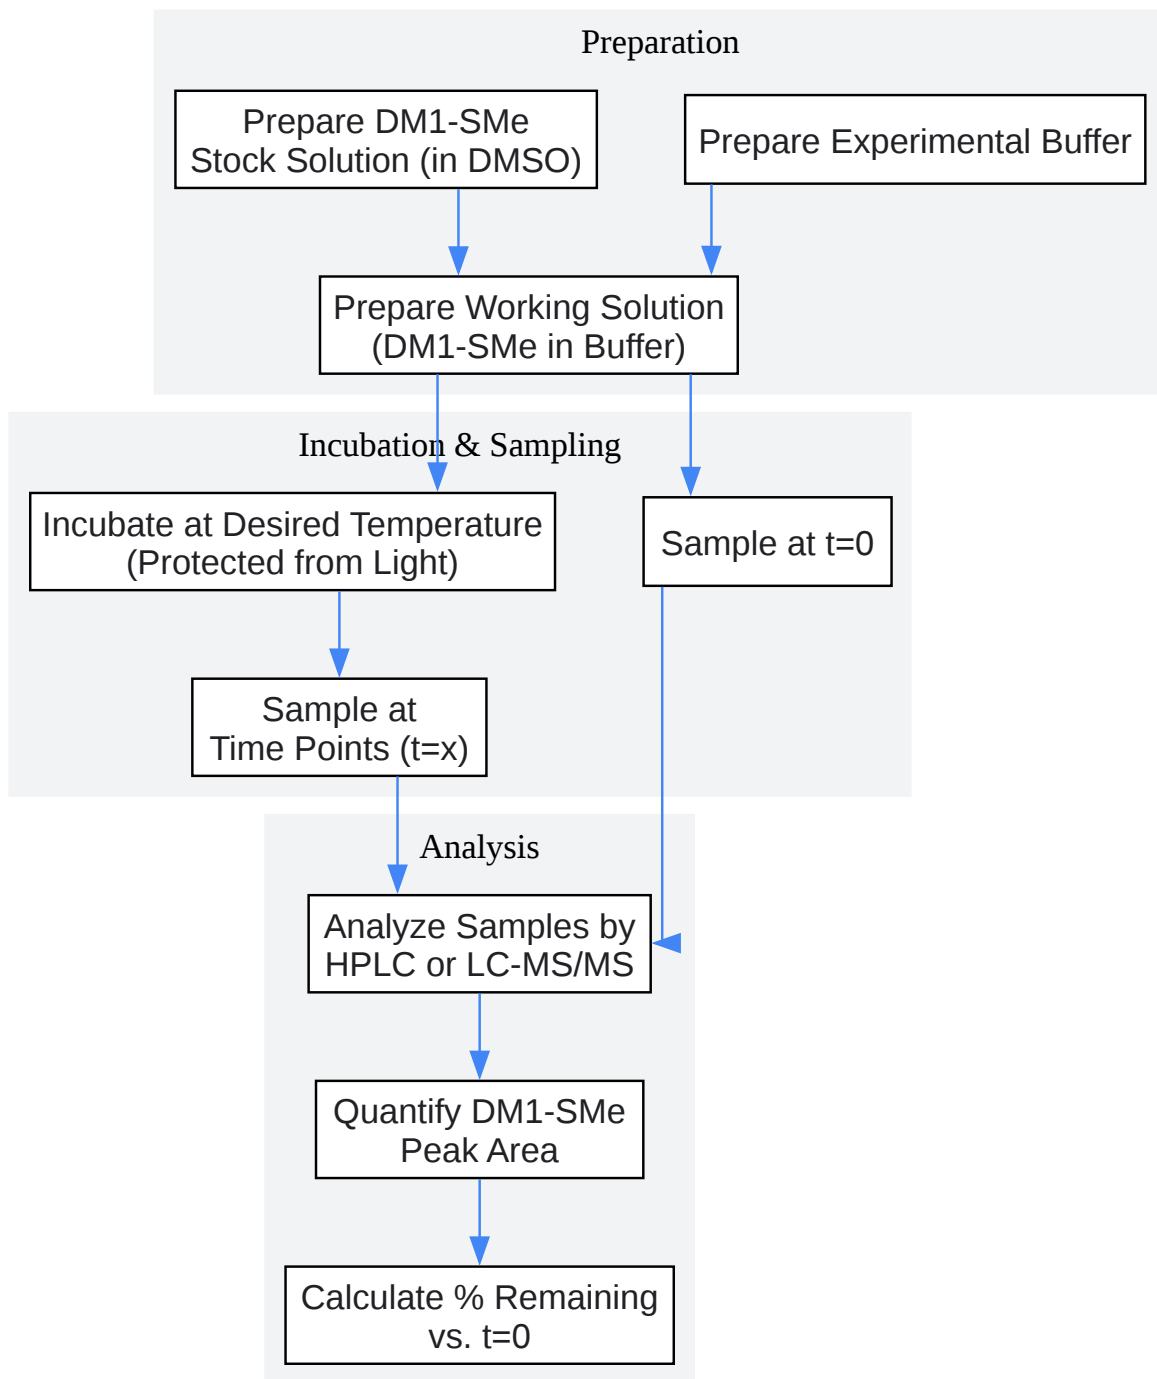 Preparation
Prepare DM1-SMe
Stock Solution (in DMSO)
Prepare Experimental Buffer
Prepare Working Solution
(DM1-SMe in Buffer)
Incubation & Sampling
Incubate at Desired Temperature
(Protected from Light)
Sample at t=0
Sample at
Time Points (t=x)
Analysis
Analyze Samples by
HPLC or LC-MS/MS
Quantify DM1-SMe
Peak Area
Calculate % Remaining
vs. t=0